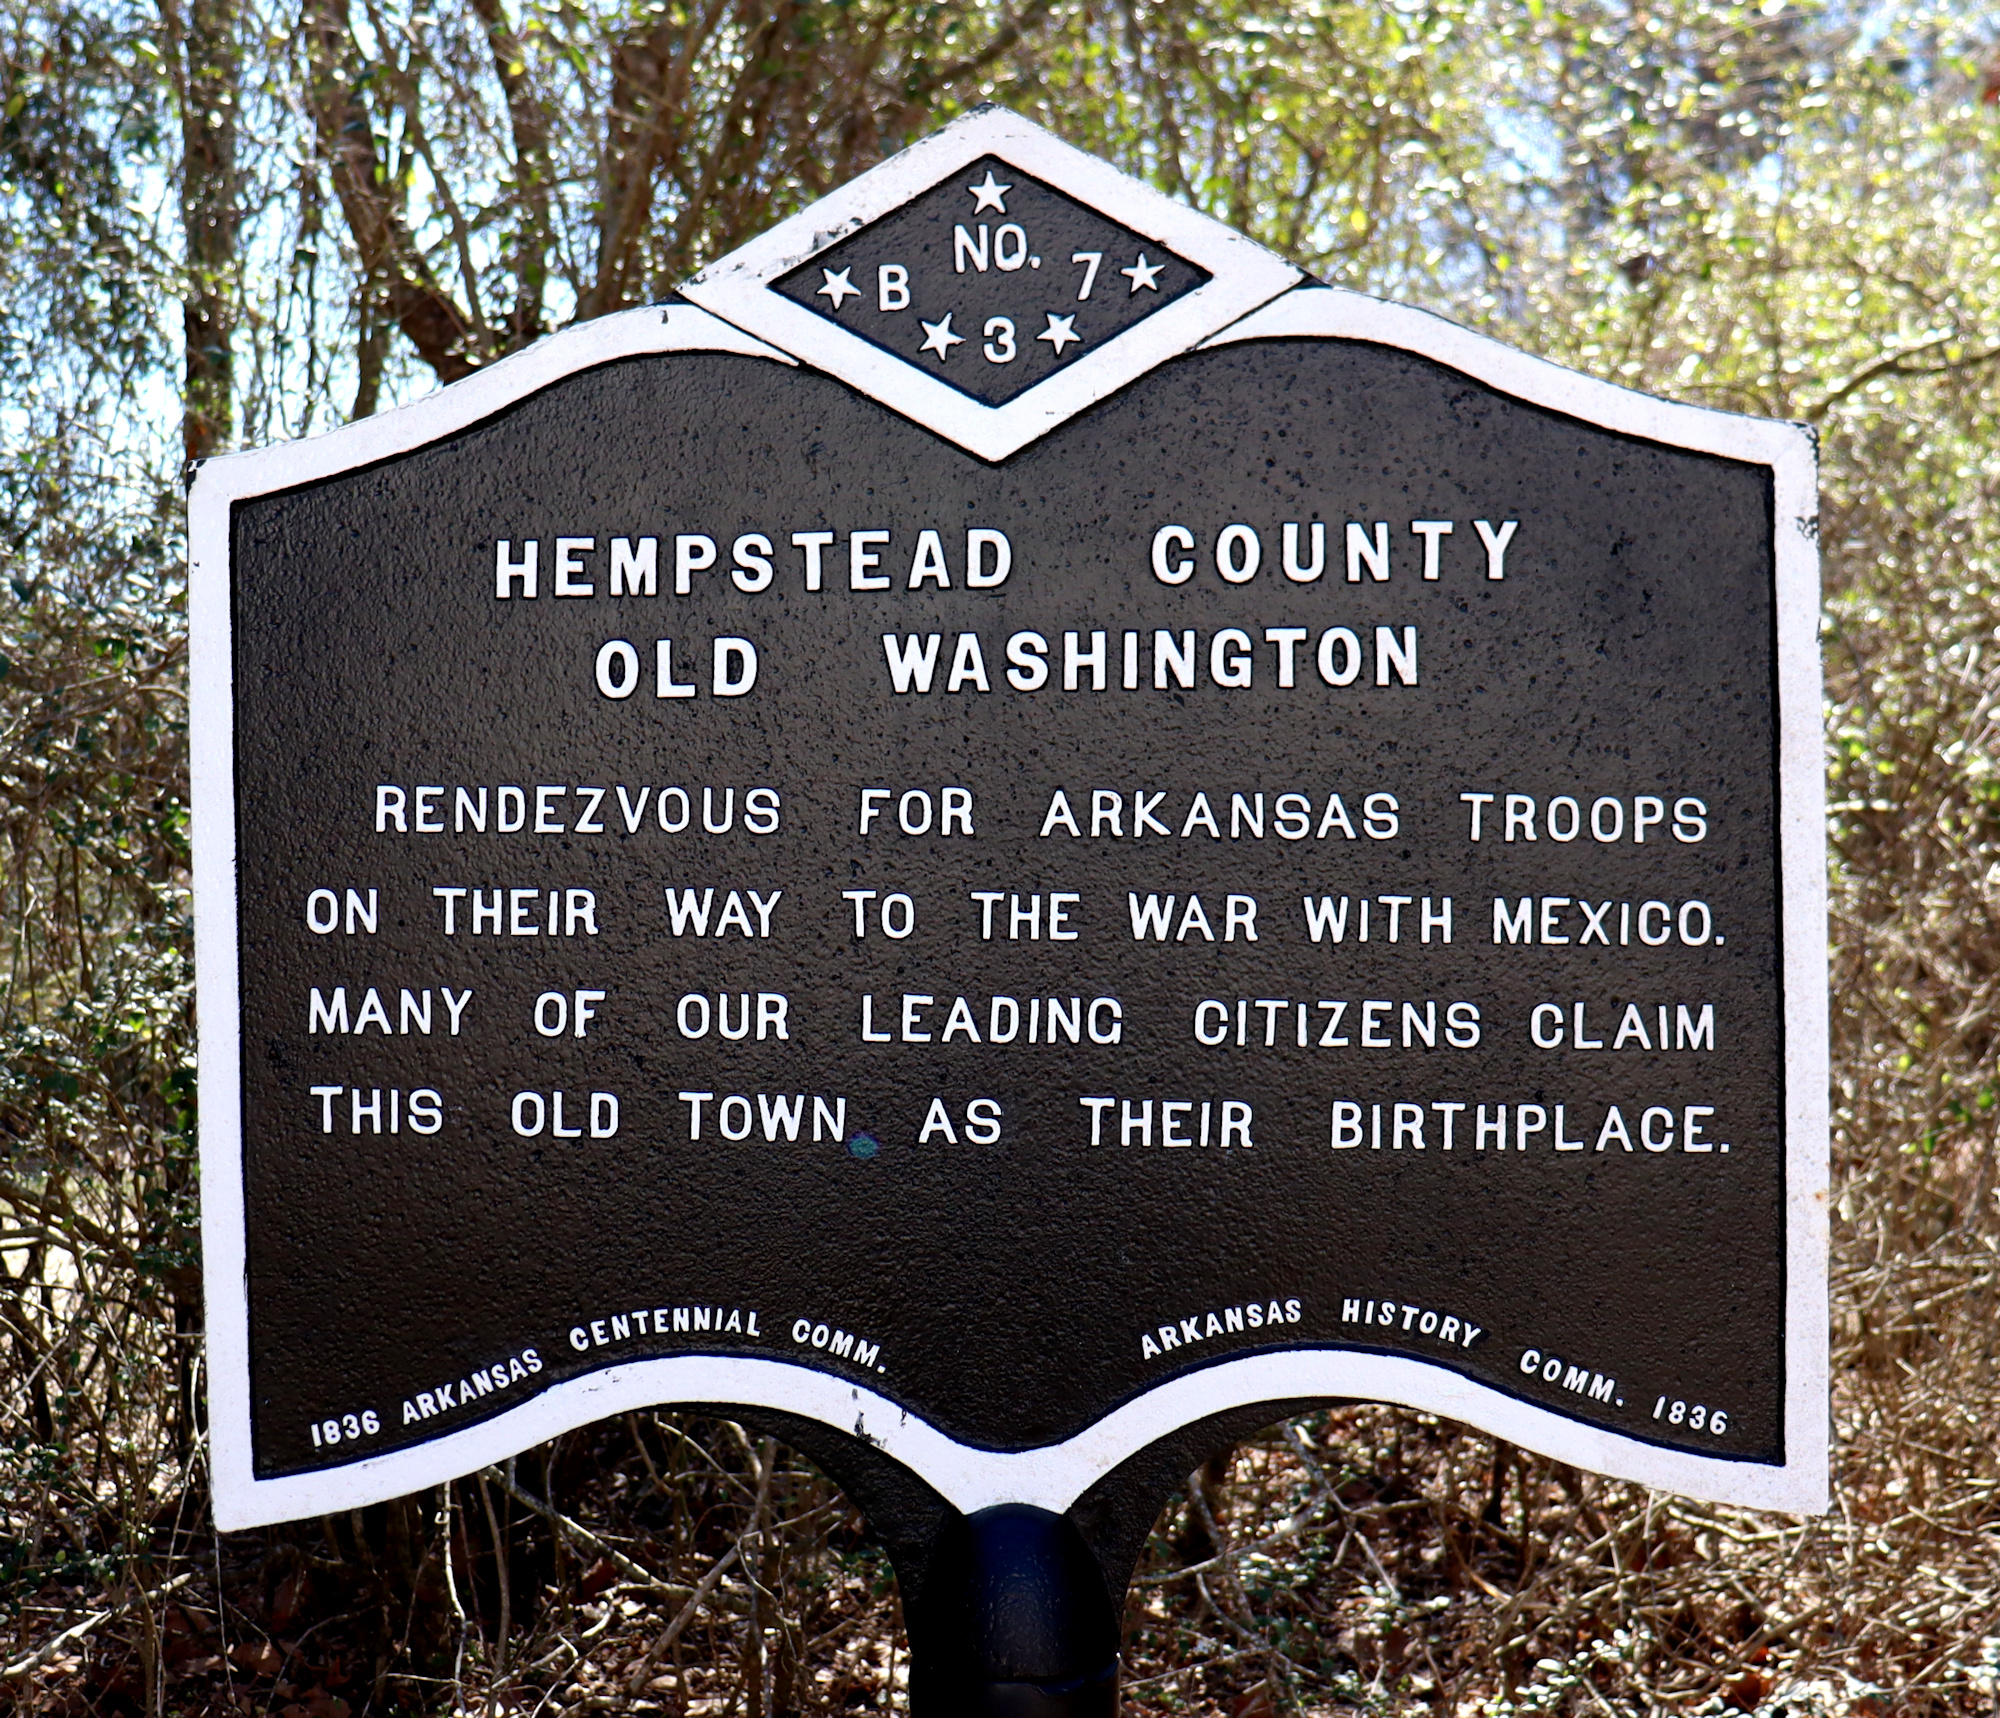 NO.
B 7
3
HEMPSTEAD COUNTY
OLD WASHINGTON
RENDEZVOUS FOR ARKANSAS TROOPS
ON THEIR WAY TO THE WAR WITH MEXICO.
MANY OF OUR LEADING CITIZENS CLAIM
THIS OLD TOWN AS THEIR BIRTHPLACE.
1836 ARKANSAS CENTENNIAL COMM.
ARKANSAS HISTORY COMM. 1836